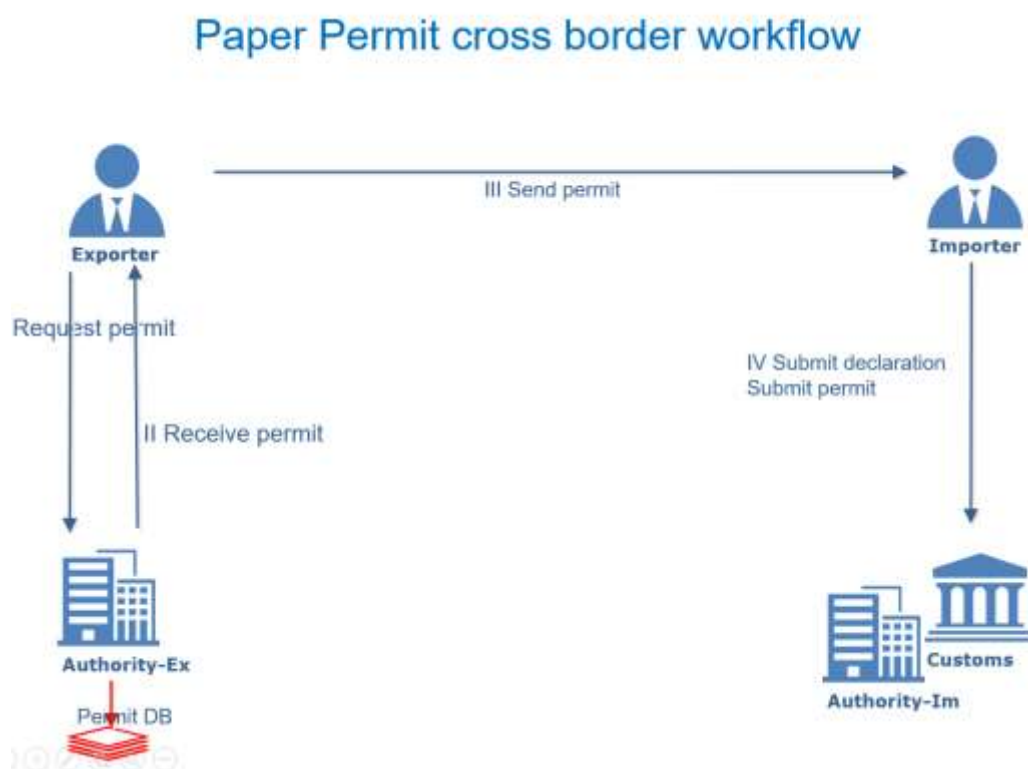 Paper Permit cross border workflow
III Send permit
Exporter
Importer
Request permit
IV Submit declaration
Submit permit
II Receive permit
Authority-Ex
Customs
Authority-Im
Permit DB